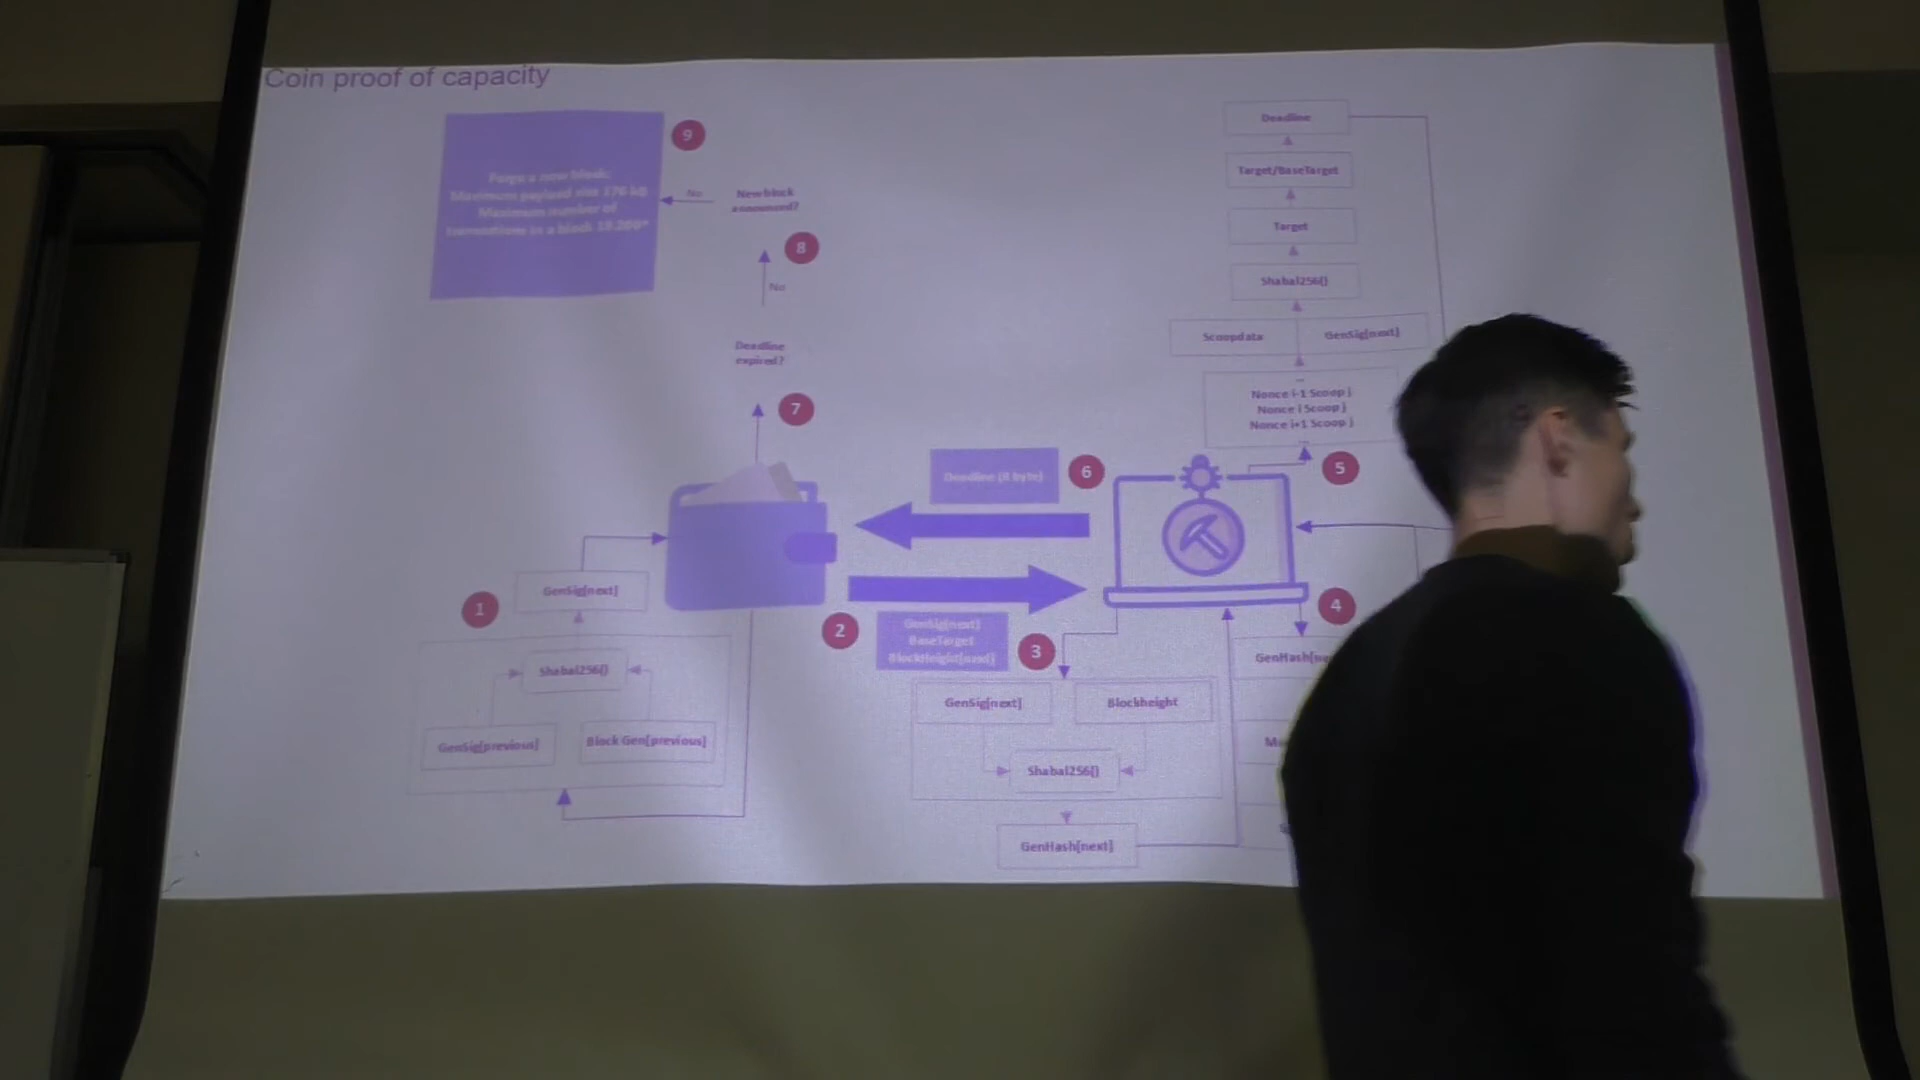 Coin proof of capacity
9
Forge a new block:
Maximum payload size 176 kb
Maximum number of
transactions in a block 10.200*
No
New block
announced?
8
No
Deadline
expired?
7
Deadline
Target/BaseTarget
Target
Shabal256()
Scoopdata
GenSig[next]
...
Nonce i-1 Scoop j
Nonce i Scoop j
Nonce i+1 Scoop j
...
5
Deadline (8 byte)
6
1
GenSig[next]
Shabal256()
GenSig[previous]
Block Gen[previous]
2
GenSig[next]
BaseTarget
BlockHeight[next]
3
GenSig[next]
Blockheight
Shabal256()
GenHash[next]
4
GenHash[ne